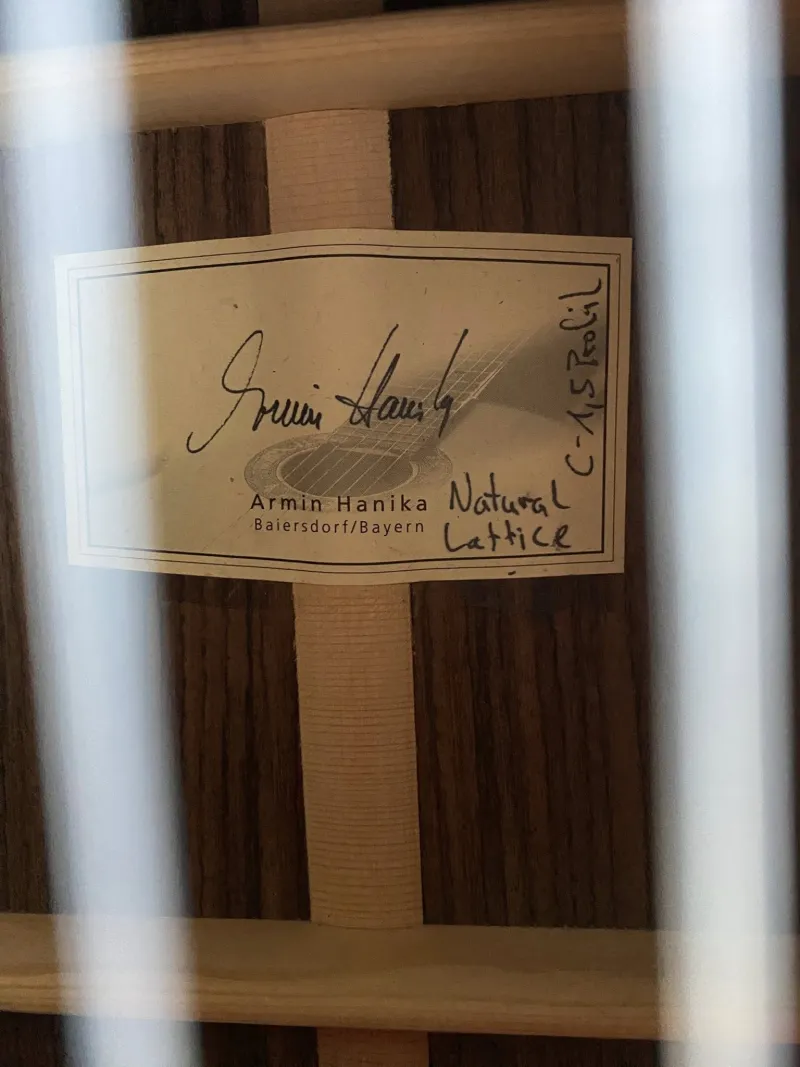 Armin Hanika
Armin Hanika
Baiersdorf/Bayern
Natural
Lattice
C-1,5 Profil